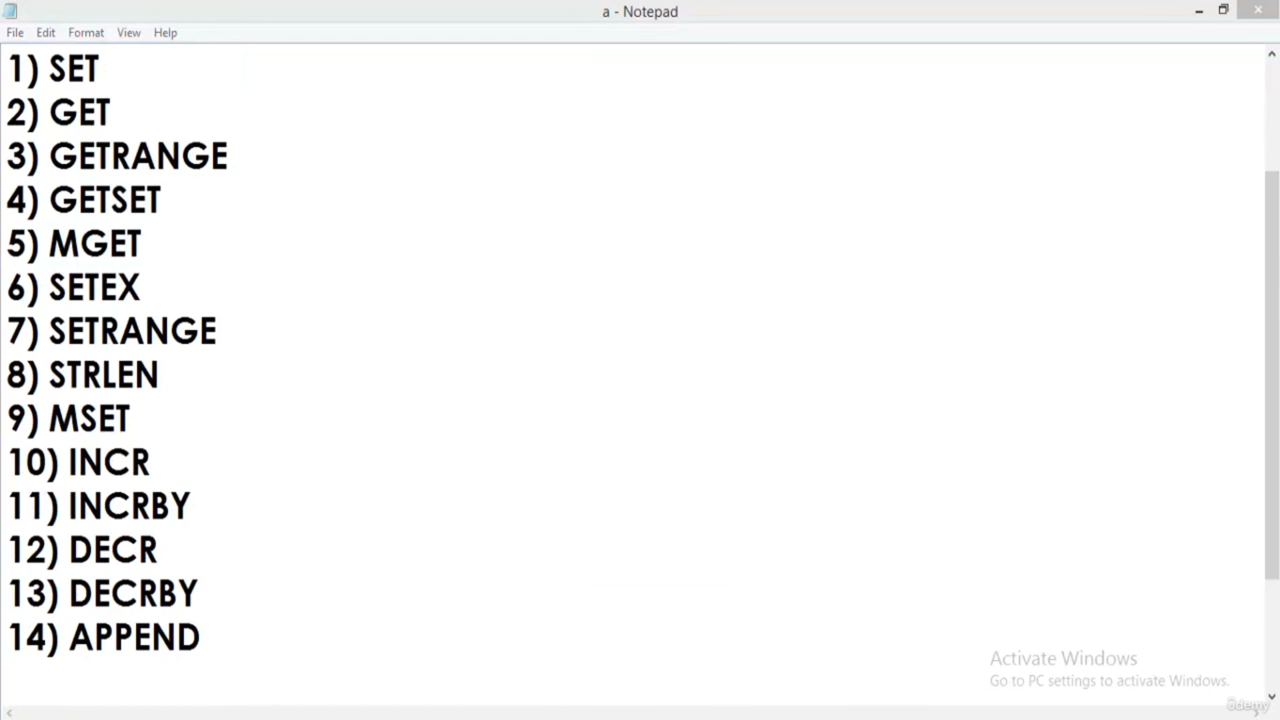 a - Notepad
File Edit Format View Help
1) SET
2) GET
3) GETRANGE
4) GETSET
5) MGET
6) SETEX
7) SETRANGE
8) STRLEN
9) MSET
10) INCR
11) INCRBY
12) DECR
13) DECRBY
14) APPEND
Activate Windows
Go to PC settings to activate Windows.
ûdemy